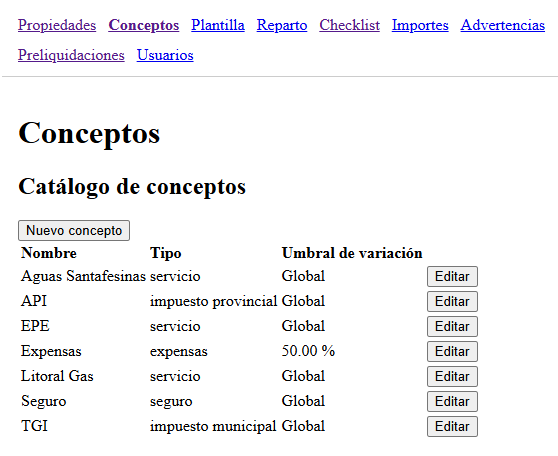 Propiedades Conceptos Plantilla Reparto Checklist Importes Advertencias
Preliquidaciones Usuarios
Conceptos
Catálogo de conceptos
Nuevo concepto
Nombre Tipo Umbral de variación
Aguas Santafesinas servicio Global Editar
API impuesto provincial Global Editar
EPE servicio Global Editar
Expensas expensas 50.00 % Editar
Litoral Gas servicio Global Editar
Seguro seguro Global Editar
TGI impuesto municipal Global Editar